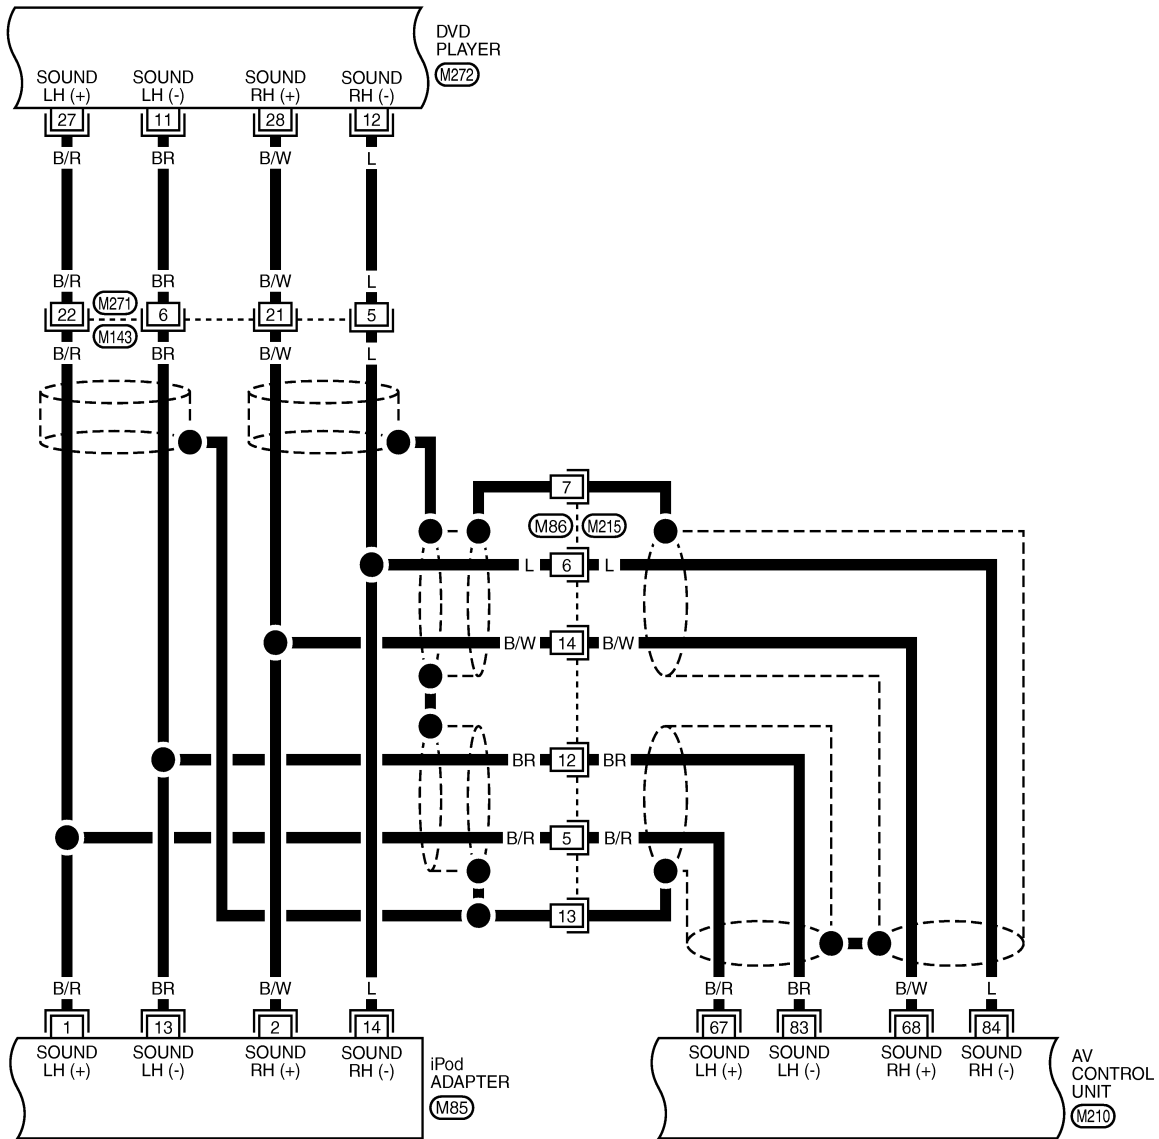 DVD
PLAYER
M272
SOUND LH (+)
SOUND LH (-)
SOUND RH (+)
SOUND RH (-)
27 11 28 12
B/R BR B/W L
B/R BR B/W L
22 M271 6 21 5
M143
B/R BR B/W L
7
M86 M215
L 6 L
B/W 14 B/W
BR 12 BR
B/R 5 B/R
13
B/R BR B/W L
B/R BR B/W L
1 13 2 14
67 83 68 84
SOUND LH (+)
SOUND LH (-)
SOUND RH (+)
SOUND RH (-)
iPod
ADAPTER
M85
SOUND LH (+)
SOUND LH (-)
SOUND RH (+)
SOUND RH (-)
AV
CONTROL
UNIT
M210